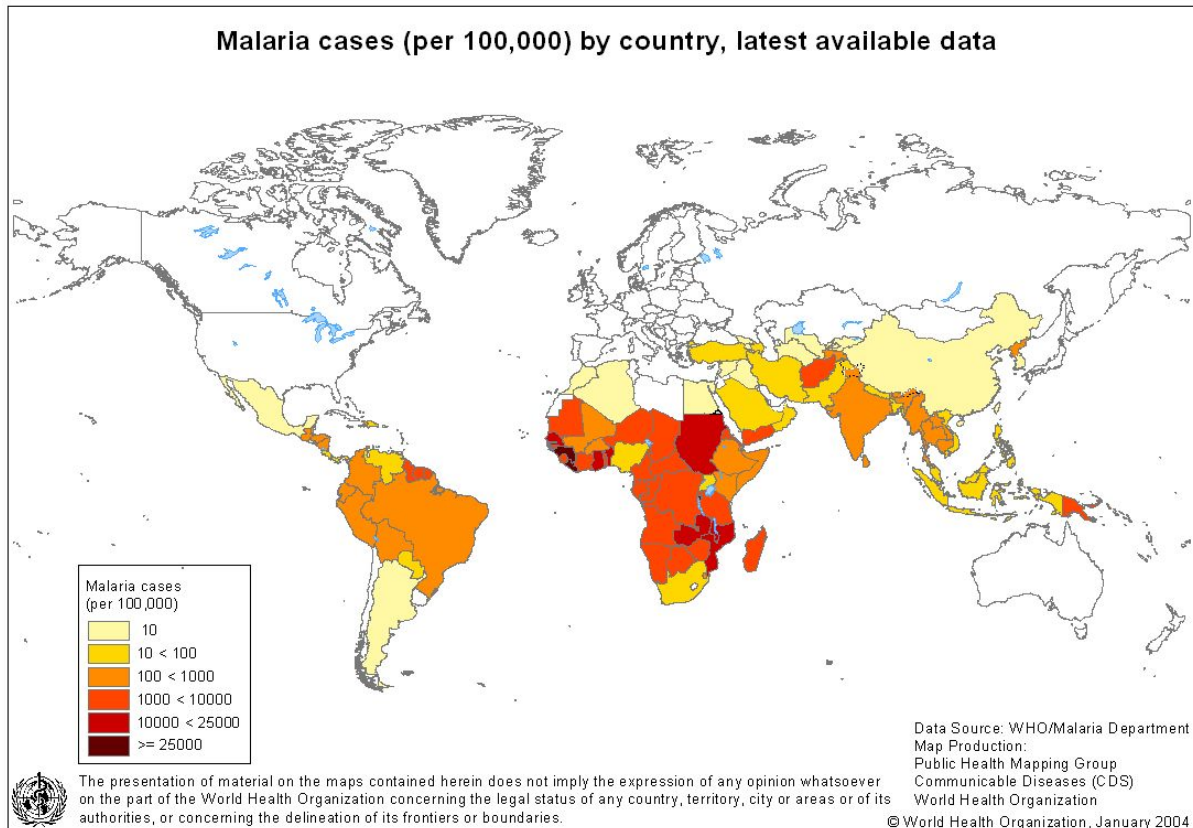 Malaria cases (per 100,000) by country, latest available data
Malaria cases
(per 100,000)
10
10 < 100
100 < 1000
1000 < 10000
10000 < 25000
>= 25000
Data Source: WHO/Malaria Department
Map Production:
Public Health Mapping Group
Communicable Diseases (CDS)
World Health Organization
© World Health Organization, January 2004
The presentation of material on the maps contained herein does not imply the expression of any opinion whatsoever
on the part of the World Health Organization concerning the legal status of any country, territory, city or areas or of its
authorities, or concerning the delineation of its frontiers or boundaries.